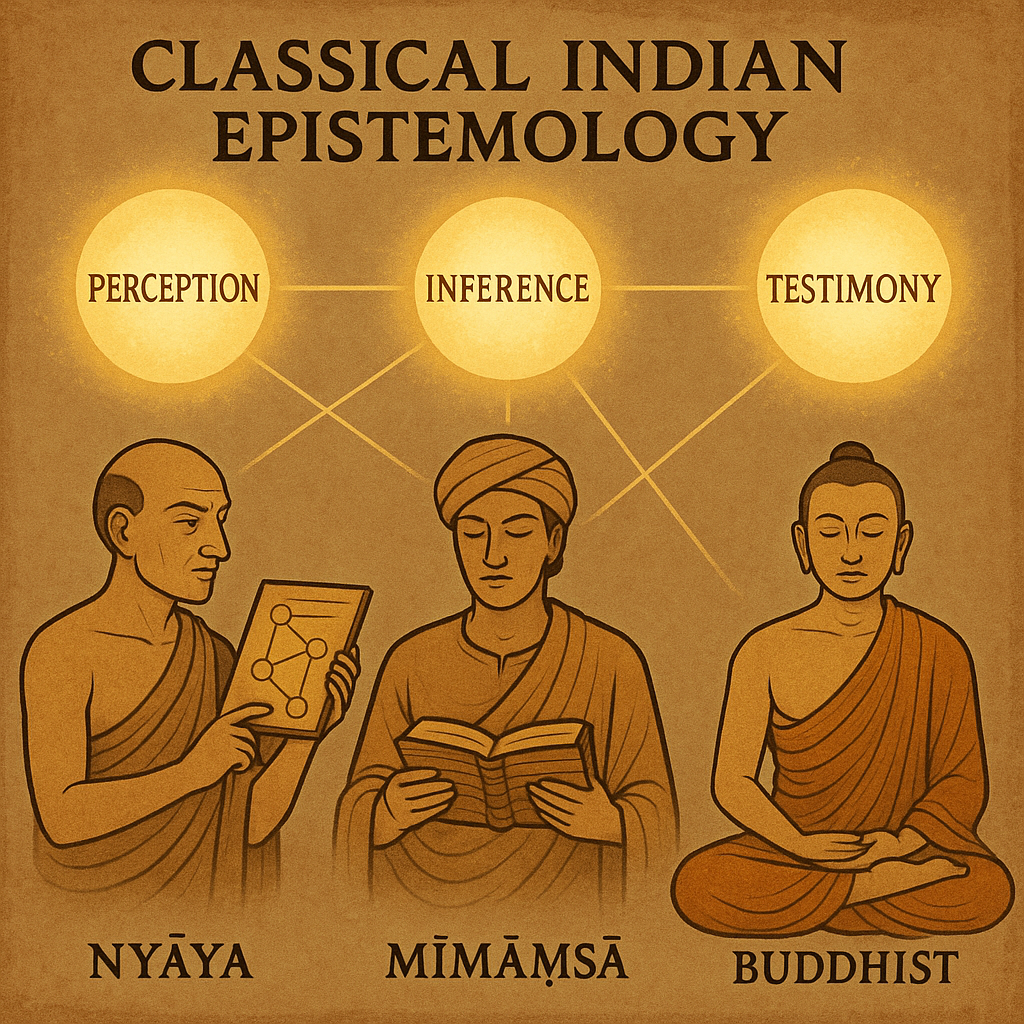 CLASSICAL INDIAN
EPISTEMOLOGY
PERCEPTION
INFERENCE
TESTIMONY
NYĀYA
MĪMĀṂSĀ
BUDDHIST